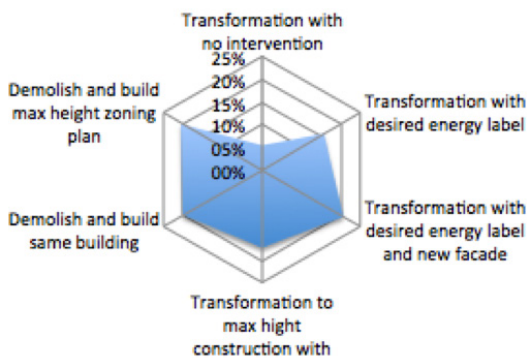 Transformation with
no intervention
25%
20%
15%
10%
05%
00%
Transformation with
desired energy label
Transformation with
desired energy label
and new facade
Transformation to
max hight
construction with
Demolish and build
same building
Demolish and build
max height zoning
plan